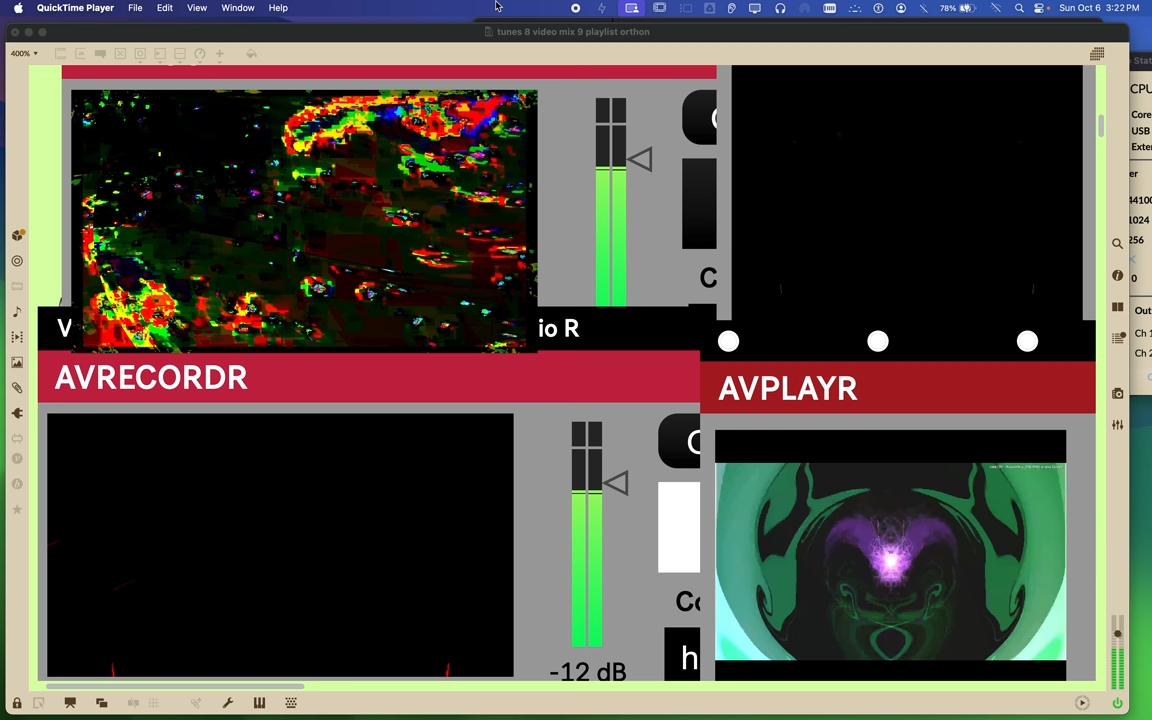 QuickTime Player File Edit View Window Help 78% Sun Oct 6 3:22 PM
tunes 8 video mix 9 playlist orthon
400%
Stat
CPU
Core
USB
Exter
er
44100
1024
256
0
Out
Ch 1
Ch 2
C
C
V io R
AVRECORDR
AVPLAYR
C
Co
h
-12 dB